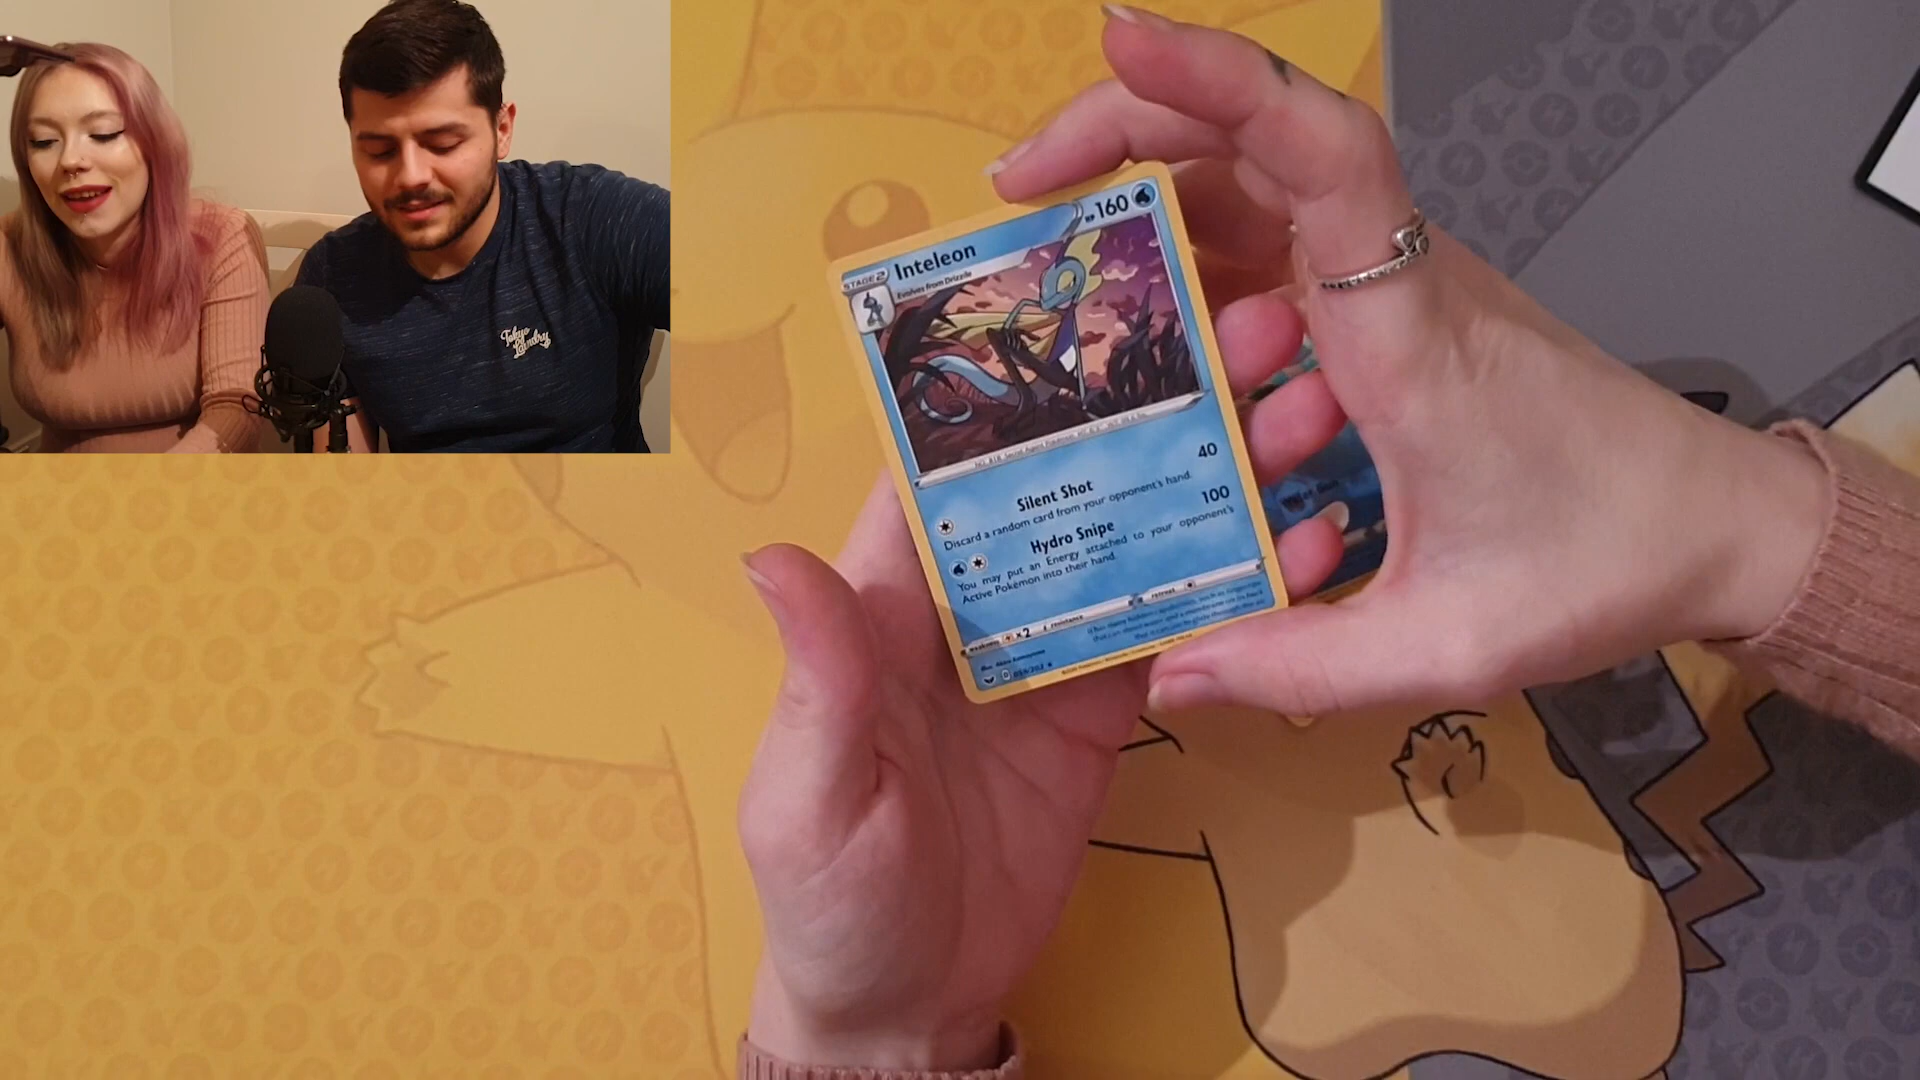 Tokyo
Laundry
STAGE 2
Inteleon
HP 160
Evolves from Drizzile
40
Silent Shot
Discard a random card from your opponent's hand.
100
Hydro Snipe
You may put an Energy attached to your opponent's
Active Pokémon into their hand.
weakness ×2
resistance
retreat